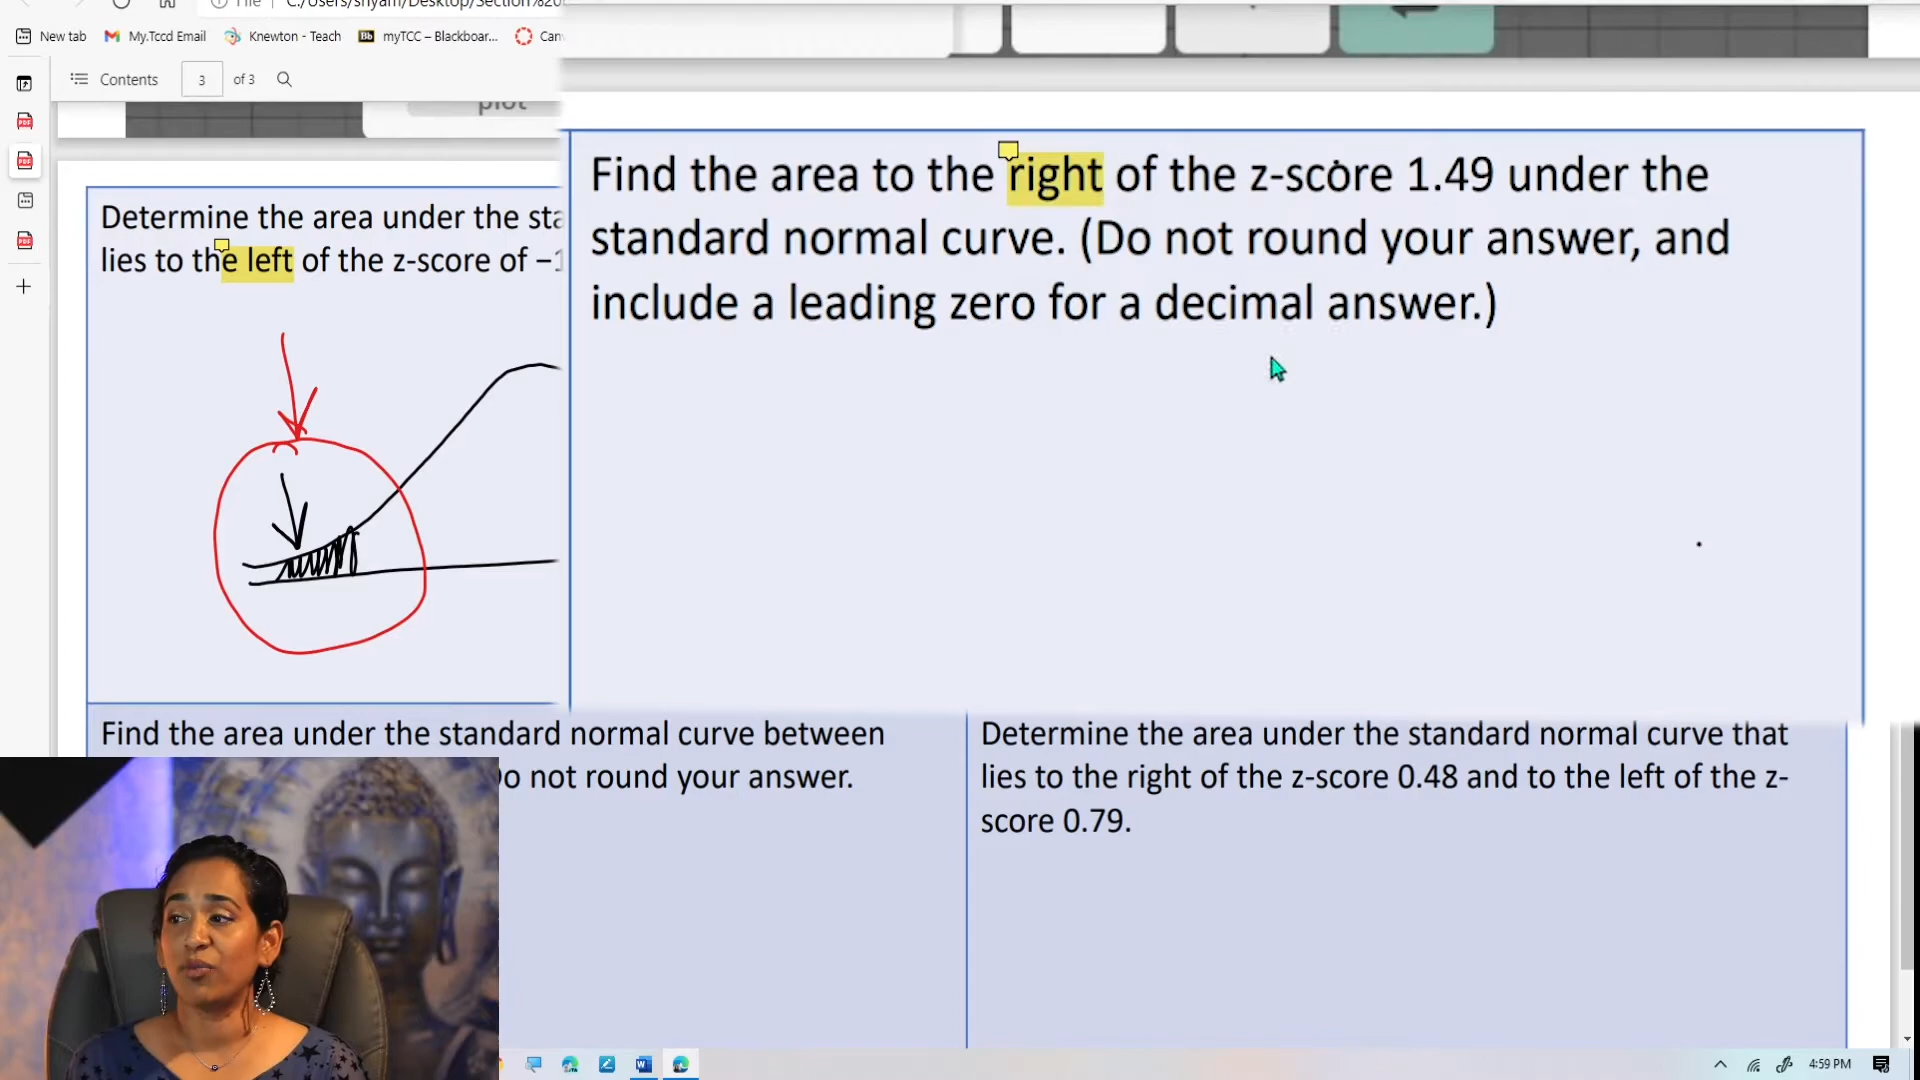 New tab
My.Tccd Email
Knewton - Teach
Bb
myTCC – Blackboar...
Contents
3
of 3
plot
Determine the area under the sta
lies to the left of the z-score of −1
Find the area to the right of the z-score 1.49 under the
standard normal curve. (Do not round your answer, and
include a leading zero for a decimal answer.)
Find the area under the standard normal curve between
o not round your answer.
Determine the area under the standard normal curve that
lies to the right of the z-score 0.48 and to the left of the z-
score 0.79.
4:59 PM